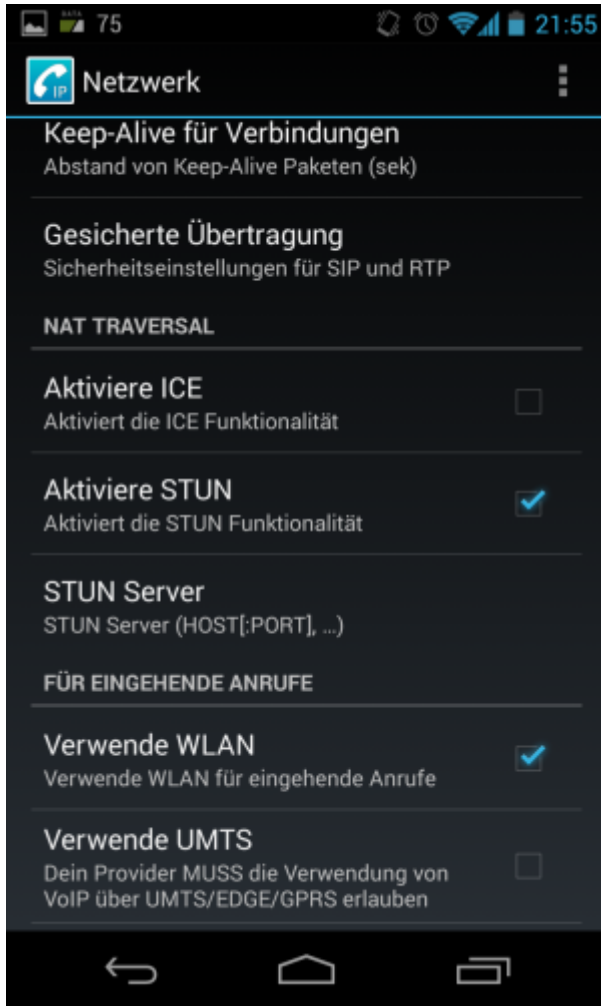 DATA
75
21:55
IP
Netzwerk
Keep-Alive für Verbindungen
Abstand von Keep-Alive Paketen (sek)
Gesicherte Übertragung
Sicherheitseinstellungen für SIP und RTP
NAT TRAVERSAL
Aktiviere ICE
Aktiviert die ICE Funktionalität
Aktiviere STUN
Aktiviert die STUN Funktionalität
STUN Server
STUN Server (HOST[:PORT], ...)
FÜR EINGEHENDE ANRUFE
Verwende WLAN
Verwende WLAN für eingehende Anrufe
Verwende UMTS
Dein Provider MUSS die Verwendung von
VoIP über UMTS/EDGE/GPRS erlauben